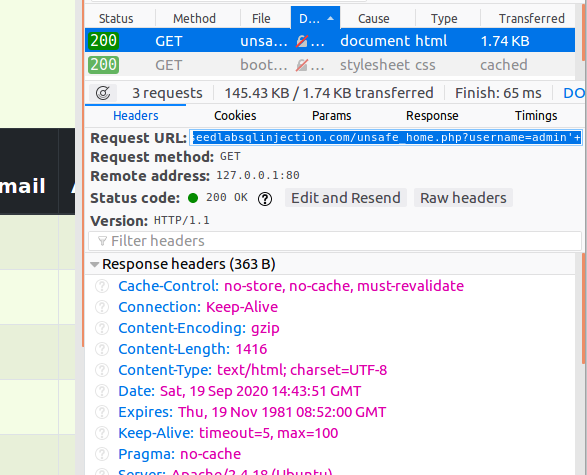 Status Method File D... Cause Type Transferred
200 GET unsa... ... document html 1.74 KB
200 GET boot... ... stylesheet css cached
3 requests 145.43 KB / 1.74 KB transferred Finish: 65 ms DO
Headers Cookies Params Response Timings
Request URL: seedlabsqlinjection.com/unsafe_home.php?username=admin'+
Request method: GET
Remote address: 127.0.0.1:80
mail
Status code: 200 OK ? Edit and Resend Raw headers
Version: HTTP/1.1
Filter headers
Response headers (363 B)
? Cache-Control: no-store, no-cache, must-revalidate
? Connection: Keep-Alive
? Content-Encoding: gzip
? Content-Length: 1416
? Content-Type: text/html; charset=UTF-8
? Date: Sat, 19 Sep 2020 14:43:51 GMT
? Expires: Thu, 19 Nov 1981 08:52:00 GMT
? Keep-Alive: timeout=5, max=100
? Pragma: no-cache
Server: Apache/2.4.18 (Ubuntu)